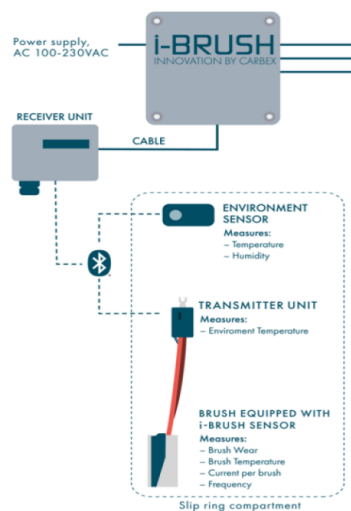 Power supply,
AC 100-230VAC
i-BRUSH
INNOVATION BY CARBEX
RECEIVER UNIT
CABLE
ENVIRONMENT
SENSOR
Measures:
– Temperature
– Humidity
TRANSMITTER UNIT
Measures:
– Enviroment Temperature
BRUSH EQUIPPED WITH
i-BRUSH SENSOR
Measures:
– Brush Wear
– Brush Temperature
– Current per brush
– Frequency
Slip ring compartment